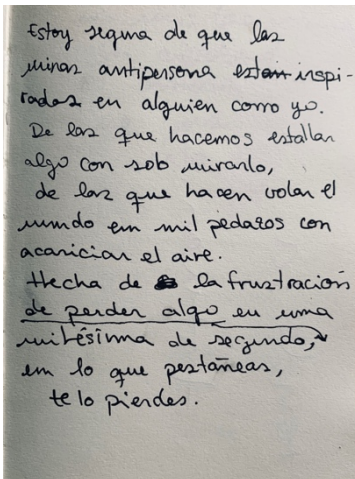 Estoy segura de que las
minas antipersona estan inspi-
radas en alguien como yo.
De las que hacemos estallar
algo con solo mirarlo,
de las que hacen volar el
mundo en mil pedazos con
acariciar el aire.
Hecha de la frustración
de perder algo en una
milésima de segundo,
en lo que pestañeas,
te lo pierdes.